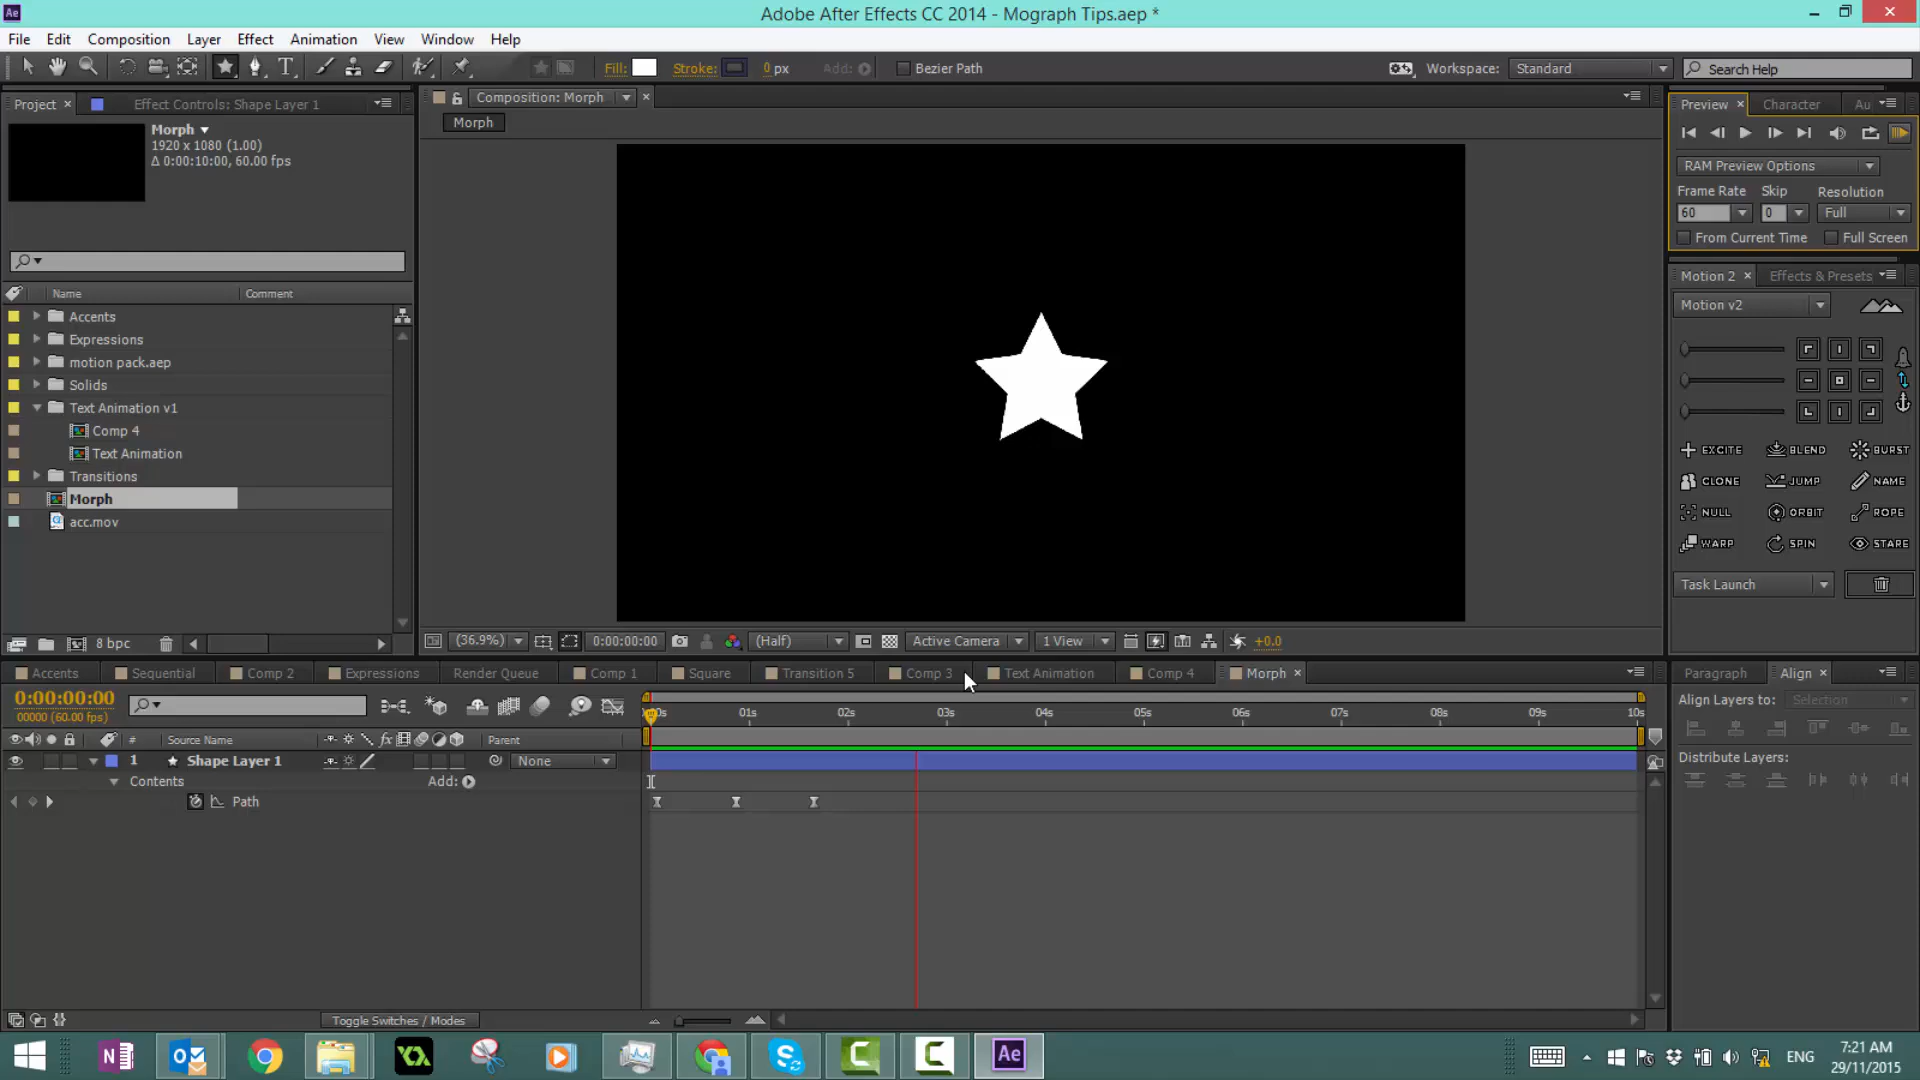 Ae
Adobe After Effects CC 2014 - Mograph Tips.aep *
File Edit Composition Layer Effect Animation View Window Help
Fill: Stroke: 0 px Add: Bezier Path Workspace: Standard Search Help
Project Effect Controls: Shape Layer 1
Composition: Morph
Preview Character Au
Morph
Morph
1920 x 1080 (1.00)
Δ 0:00:10:00, 60.00 fps
RAM Preview Options
Frame Rate Skip Resolution
60 0 Full
From Current Time Full Screen
Motion 2 Effects & Presets
Motion v2
Name Comment
Accents
Expressions
motion pack.aep
Solids
Text Animation v1
Comp 4
Text Animation
Transitions
Morph
acc.mov
EXCITE BLEND BURST
CLONE JUMP NAME
NULL ORBIT ROPE
WARP SPIN STARE
Task Launch
8 bpc
(36.9%) 0:00:00:00 (Half) Active Camera 1 View +0.0
Accents Sequential Comp 2 Expressions Render Queue Comp 1 Square Transition 5 Comp 3 Text Animation Comp 4 Morph
Paragraph Align
0:00:00:00
00000 (60.00 fps)
Align Layers to: Selection
Distribute Layers:
01s 02s 03s 04s 05s 06s 07s 08s 09s 10s
# Source Name fx Parent
1 Shape Layer 1 None
Contents Add:
Path
Toggle Switches / Modes
Ae
ENG
7:21 AM
29/11/2015